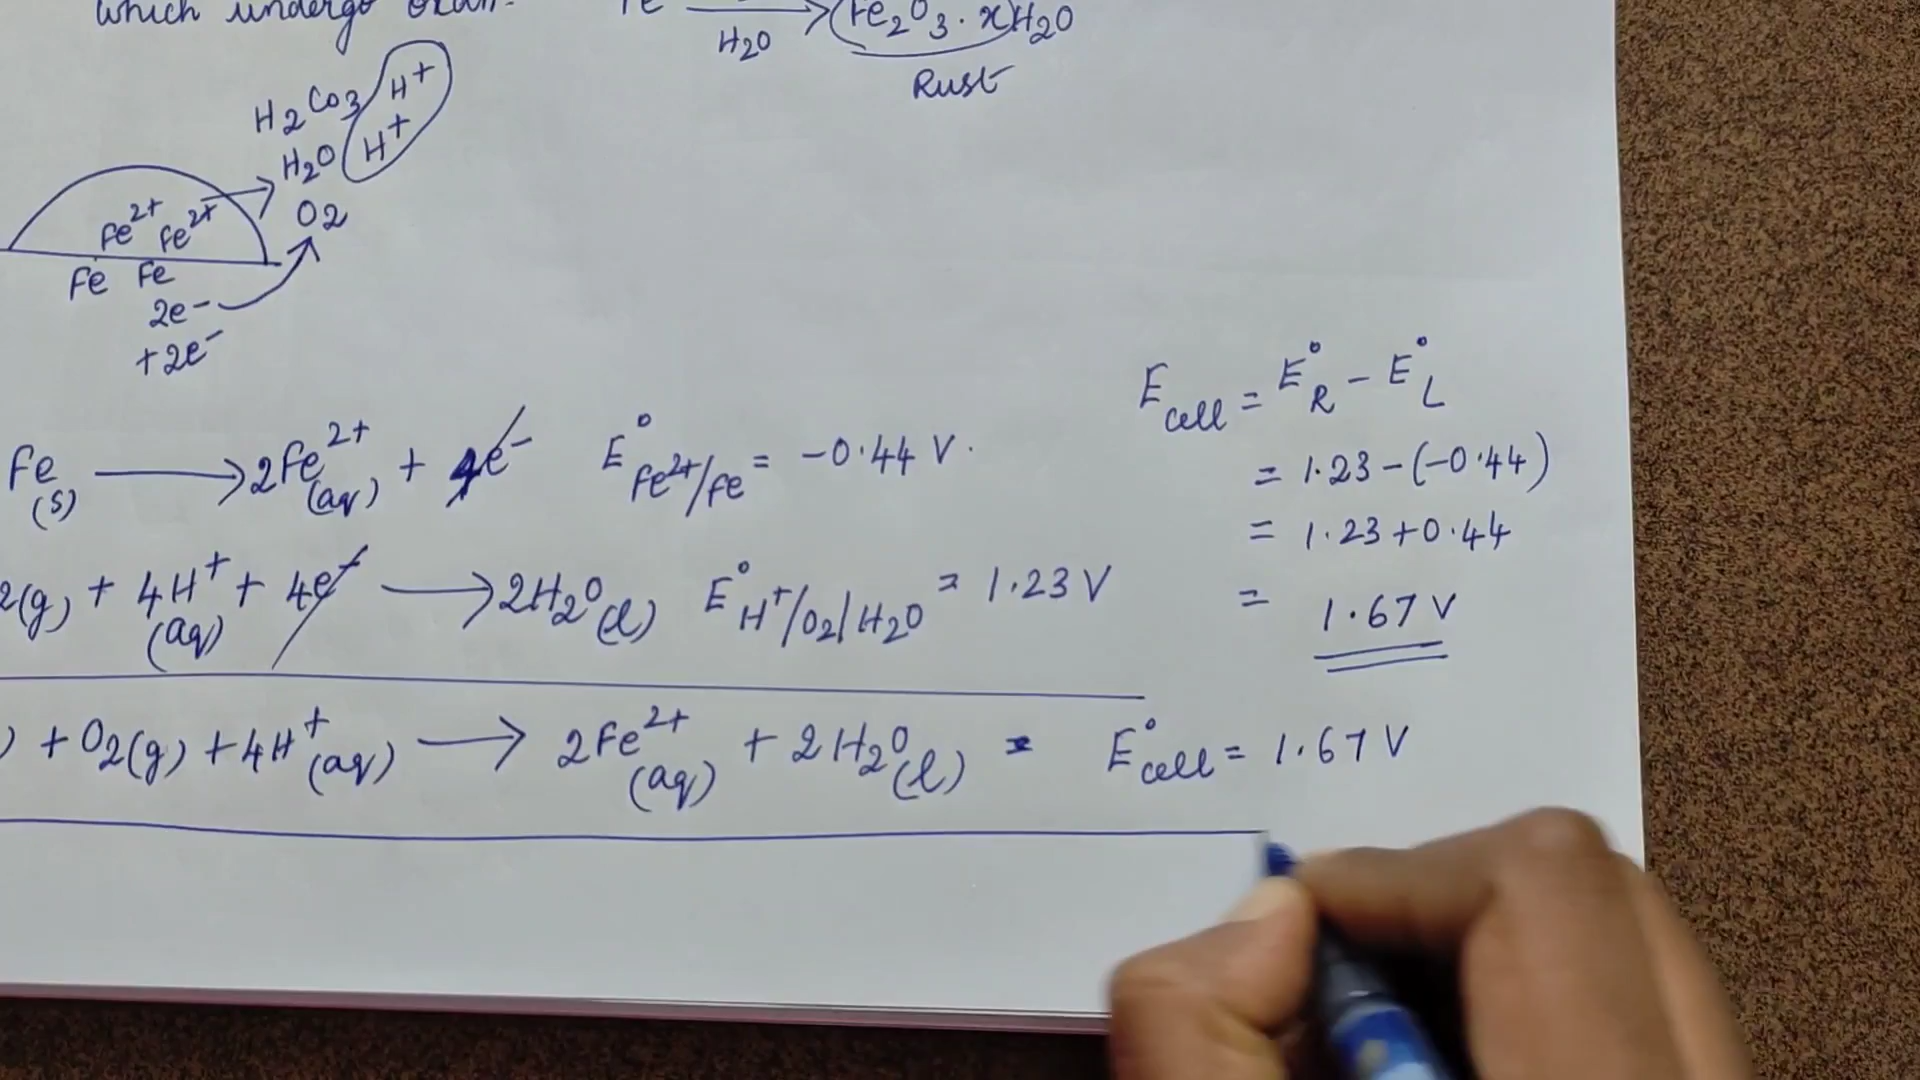 which undergo
H2O → (Fe2O3. x)H2O
Rust
H2CO3 H+
H2O H+
O2
Fe2+ Fe2+
Fe Fe
2e-
+2e-
Fe(s) → 2Fe2+(aq) + 4e- E°Fe2+/Fe = -0.44 V.
2(g) + 4H+(aq) + 4e- → 2H2O(l) E°H+/O2/H2O = 1.23 V
) + O2(g) + 4H+(aq) → 2Fe2+(aq) + 2H2O(l) = E°cell = 1.67 V
Ecell = E°R - E°L
= 1.23 - (-0.44)
= 1.23 + 0.44
= 1.67 V